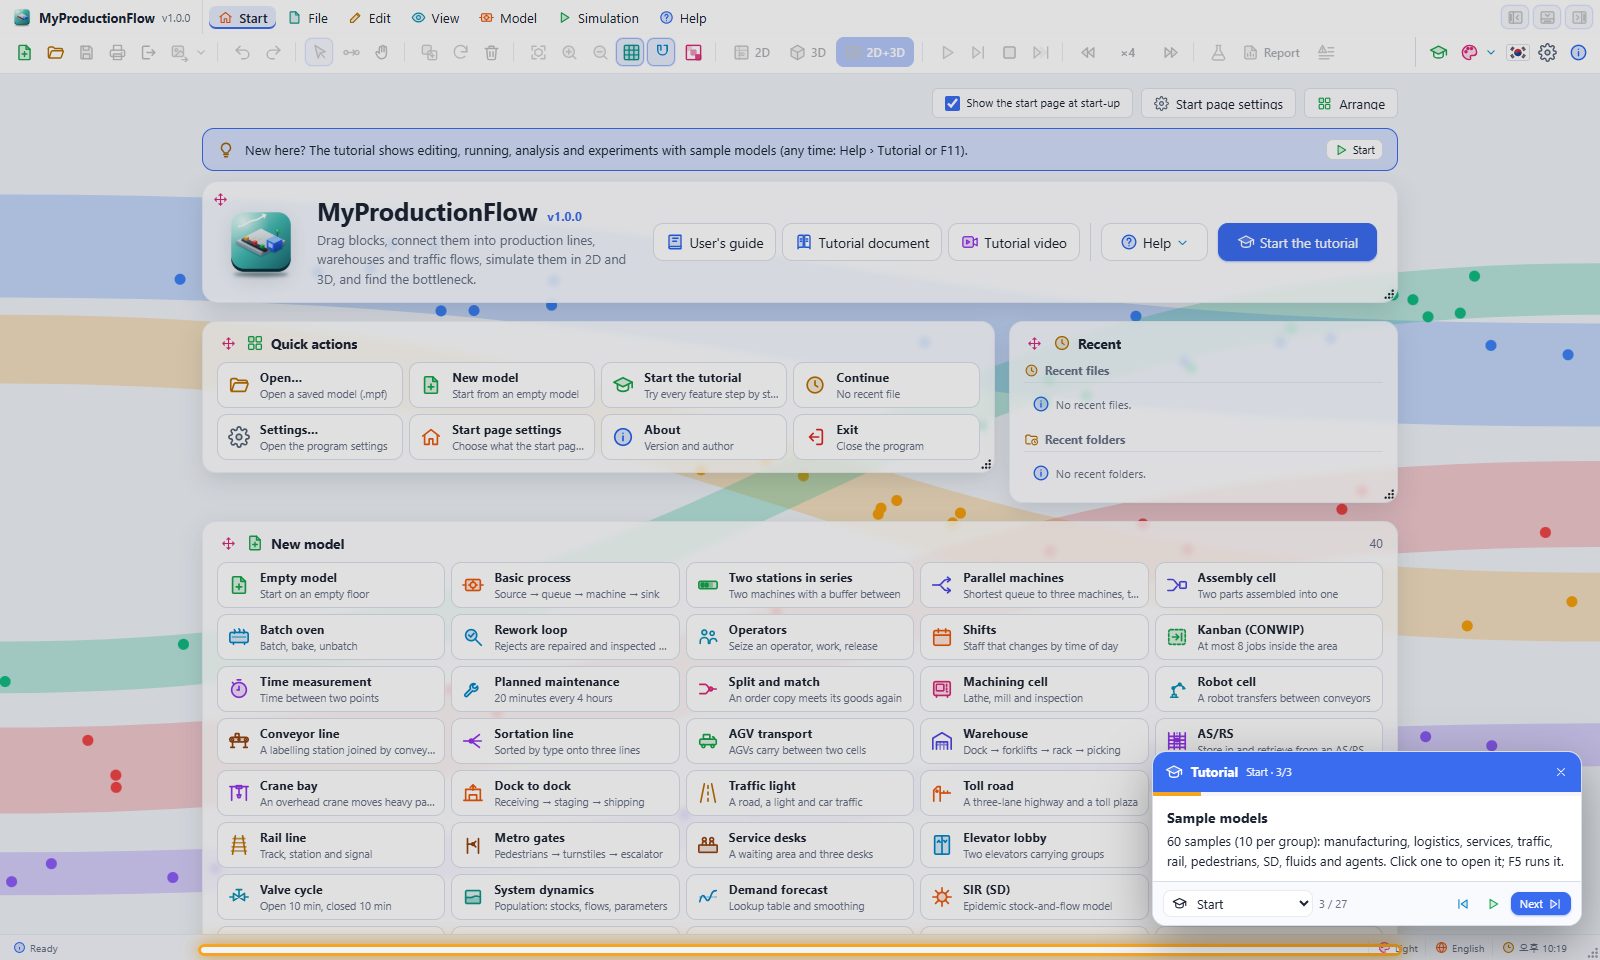 MyProductionFlow v1.0.0
Start File Edit View Model Simulation Help
2D 3D 2D+3D ×4 Report
Show the start page at start-up
Start page settings
Arrange
New here? The tutorial shows editing, running, analysis and experiments with sample models (any time: Help › Tutorial or F11).
Start
MyProductionFlow v1.0.0
Drag blocks, connect them into production lines,
warehouses and traffic flows, simulate them in 2D and
3D, and find the bottleneck.
User's guide
Tutorial document
Tutorial video
Help
Start the tutorial
Quick actions
Open...
Open a saved model (.mpf)
New model
Start from an empty model
Start the tutorial
Try every feature step by st...
Continue
No recent file
Settings...
Open the program settings
Start page settings
Choose what the start pag...
About
Version and author
Exit
Close the program
Recent
Recent files
No recent files.
Recent folders
No recent folders.
New model
40
Empty model
Start on an empty floor
Basic process
Source → queue → machine → sink
Two stations in series
Two machines with a buffer between
Parallel machines
Shortest queue to three machines, t...
Assembly cell
Two parts assembled into one
Batch oven
Batch, bake, unbatch
Rework loop
Rejects are repaired and inspected ...
Operators
Seize an operator, work, release
Shifts
Staff that changes by time of day
Kanban (CONWIP)
At most 8 jobs inside the area
Time measurement
Time between two points
Planned maintenance
20 minutes every 4 hours
Split and match
An order copy meets its goods again
Machining cell
Lathe, mill and inspection
Robot cell
A robot transfers between conveyors
Conveyor line
A labelling station joined by convey...
Sortation line
Sorted by type onto three lines
AGV transport
AGVs carry between two cells
Warehouse
Dock → forklifts → rack → picking
AS/RS
Store in and retrieve from an AS/RS
Crane bay
An overhead crane moves heavy pa...
Dock to dock
Receiving → staging → shipping
Traffic light
A road, a light and car traffic
Toll road
A three-lane highway and a toll plaza
Rail line
Track, station and signal
Metro gates
Pedestrians → turnstiles → escalator
Service desks
A waiting area and three desks
Elevator lobby
Two elevators carrying groups
Valve cycle
Open 10 min, closed 10 min
System dynamics
Population: stocks, flows, parameters
Demand forecast
Lookup table and smoothing
SIR (SD)
Epidemic stock-and-flow model
Tutorial Start · 3/3
Sample models
60 samples (10 per group): manufacturing, logistics, services, traffic,
rail, pedestrians, SD, fluids and agents. Click one to open it; F5 runs it.
Start
3 / 27
Next
Ready
Light
English
오후 10:19